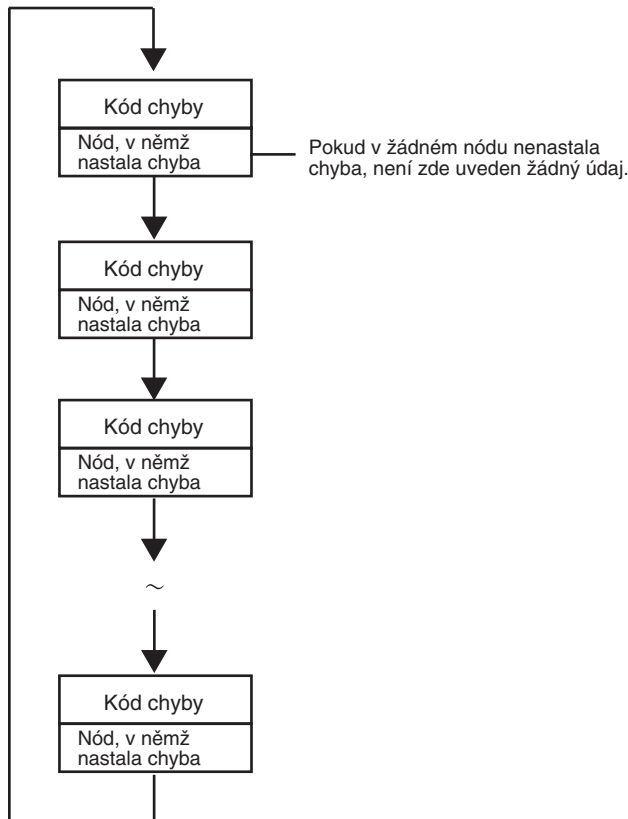 Kód chyby
Nód, v němž
nastala chyba
Pokud v žádném nódu nenastala
chyba, není zde uveden žádný údaj.
Kód chyby
Nód, v němž
nastala chyba
Kód chyby
Nód, v němž
nastala chyba
~
Kód chyby
Nód, v němž
nastala chyba